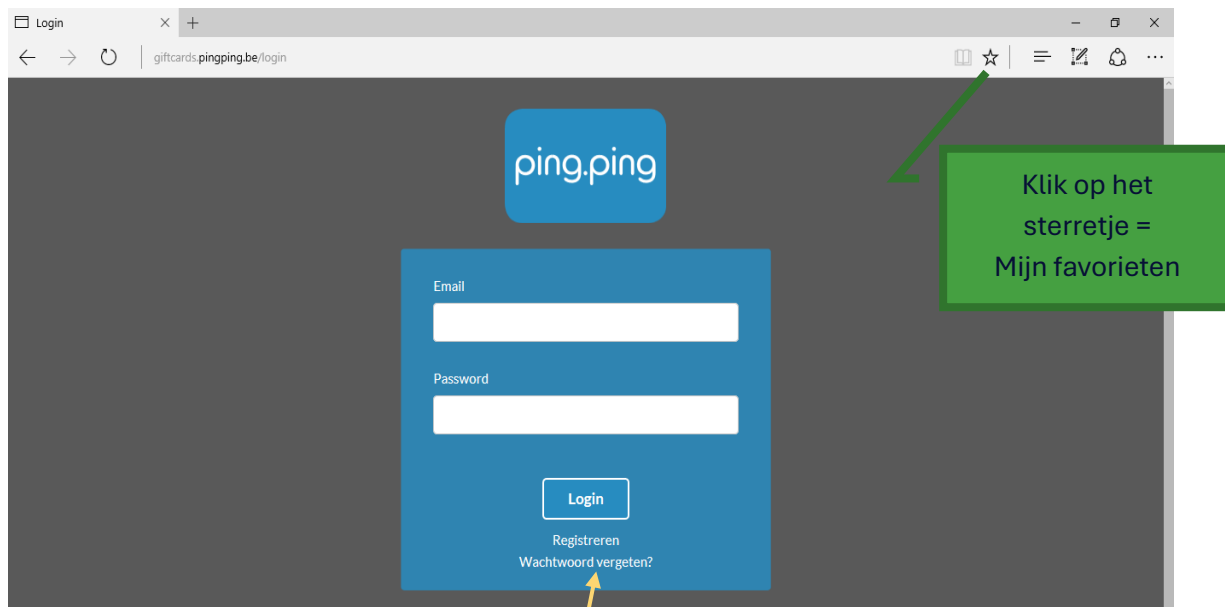 Login
giftcards.pingping.be/login
ping.ping
Klik op het
sterretje =
Mijn favorieten
Email
Password
Login
Registreren
Wachtwoord vergeten?